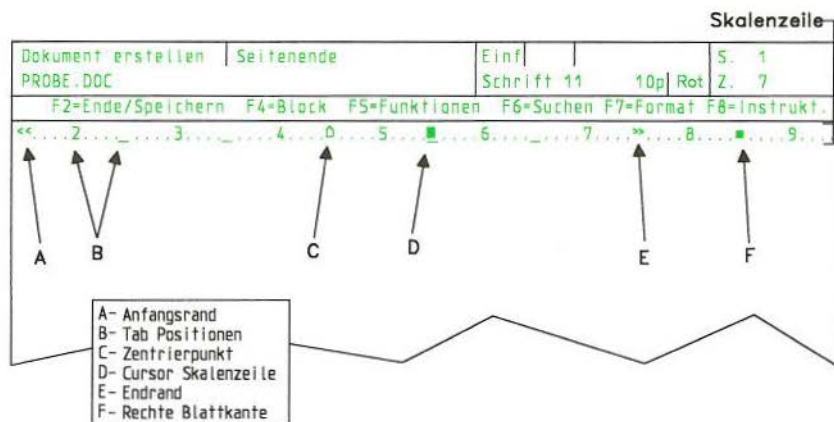 Skalenzeile
Dokument erstellen Seitenende Einf S. 1
PROBE.DOC Schrift 11 10p Rot Z. 7
F2=Ende/Speichern F4=Block F5=Funktionen F6=Suchen F7=Format F8=Instrukt.
«.....2...._....3...._....4....◊....5....■....6...._....7....»....8....■....9...
A B C D E F
A- Anfangsrand
B- Tab Positionen
C- Zentrierpunkt
D- Cursor Skalenzeile
E- Endrand
F- Rechte Blattkante